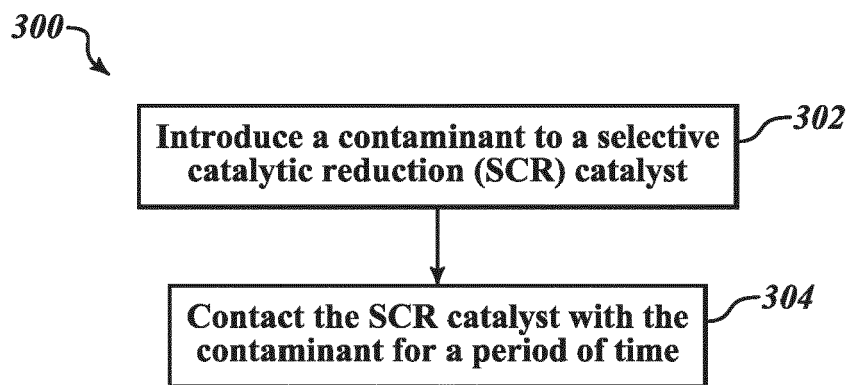 300
Introduce a contaminant to a selective
catalytic reduction (SCR) catalyst
302
Contact the SCR catalyst with the
contaminant for a period of time
304